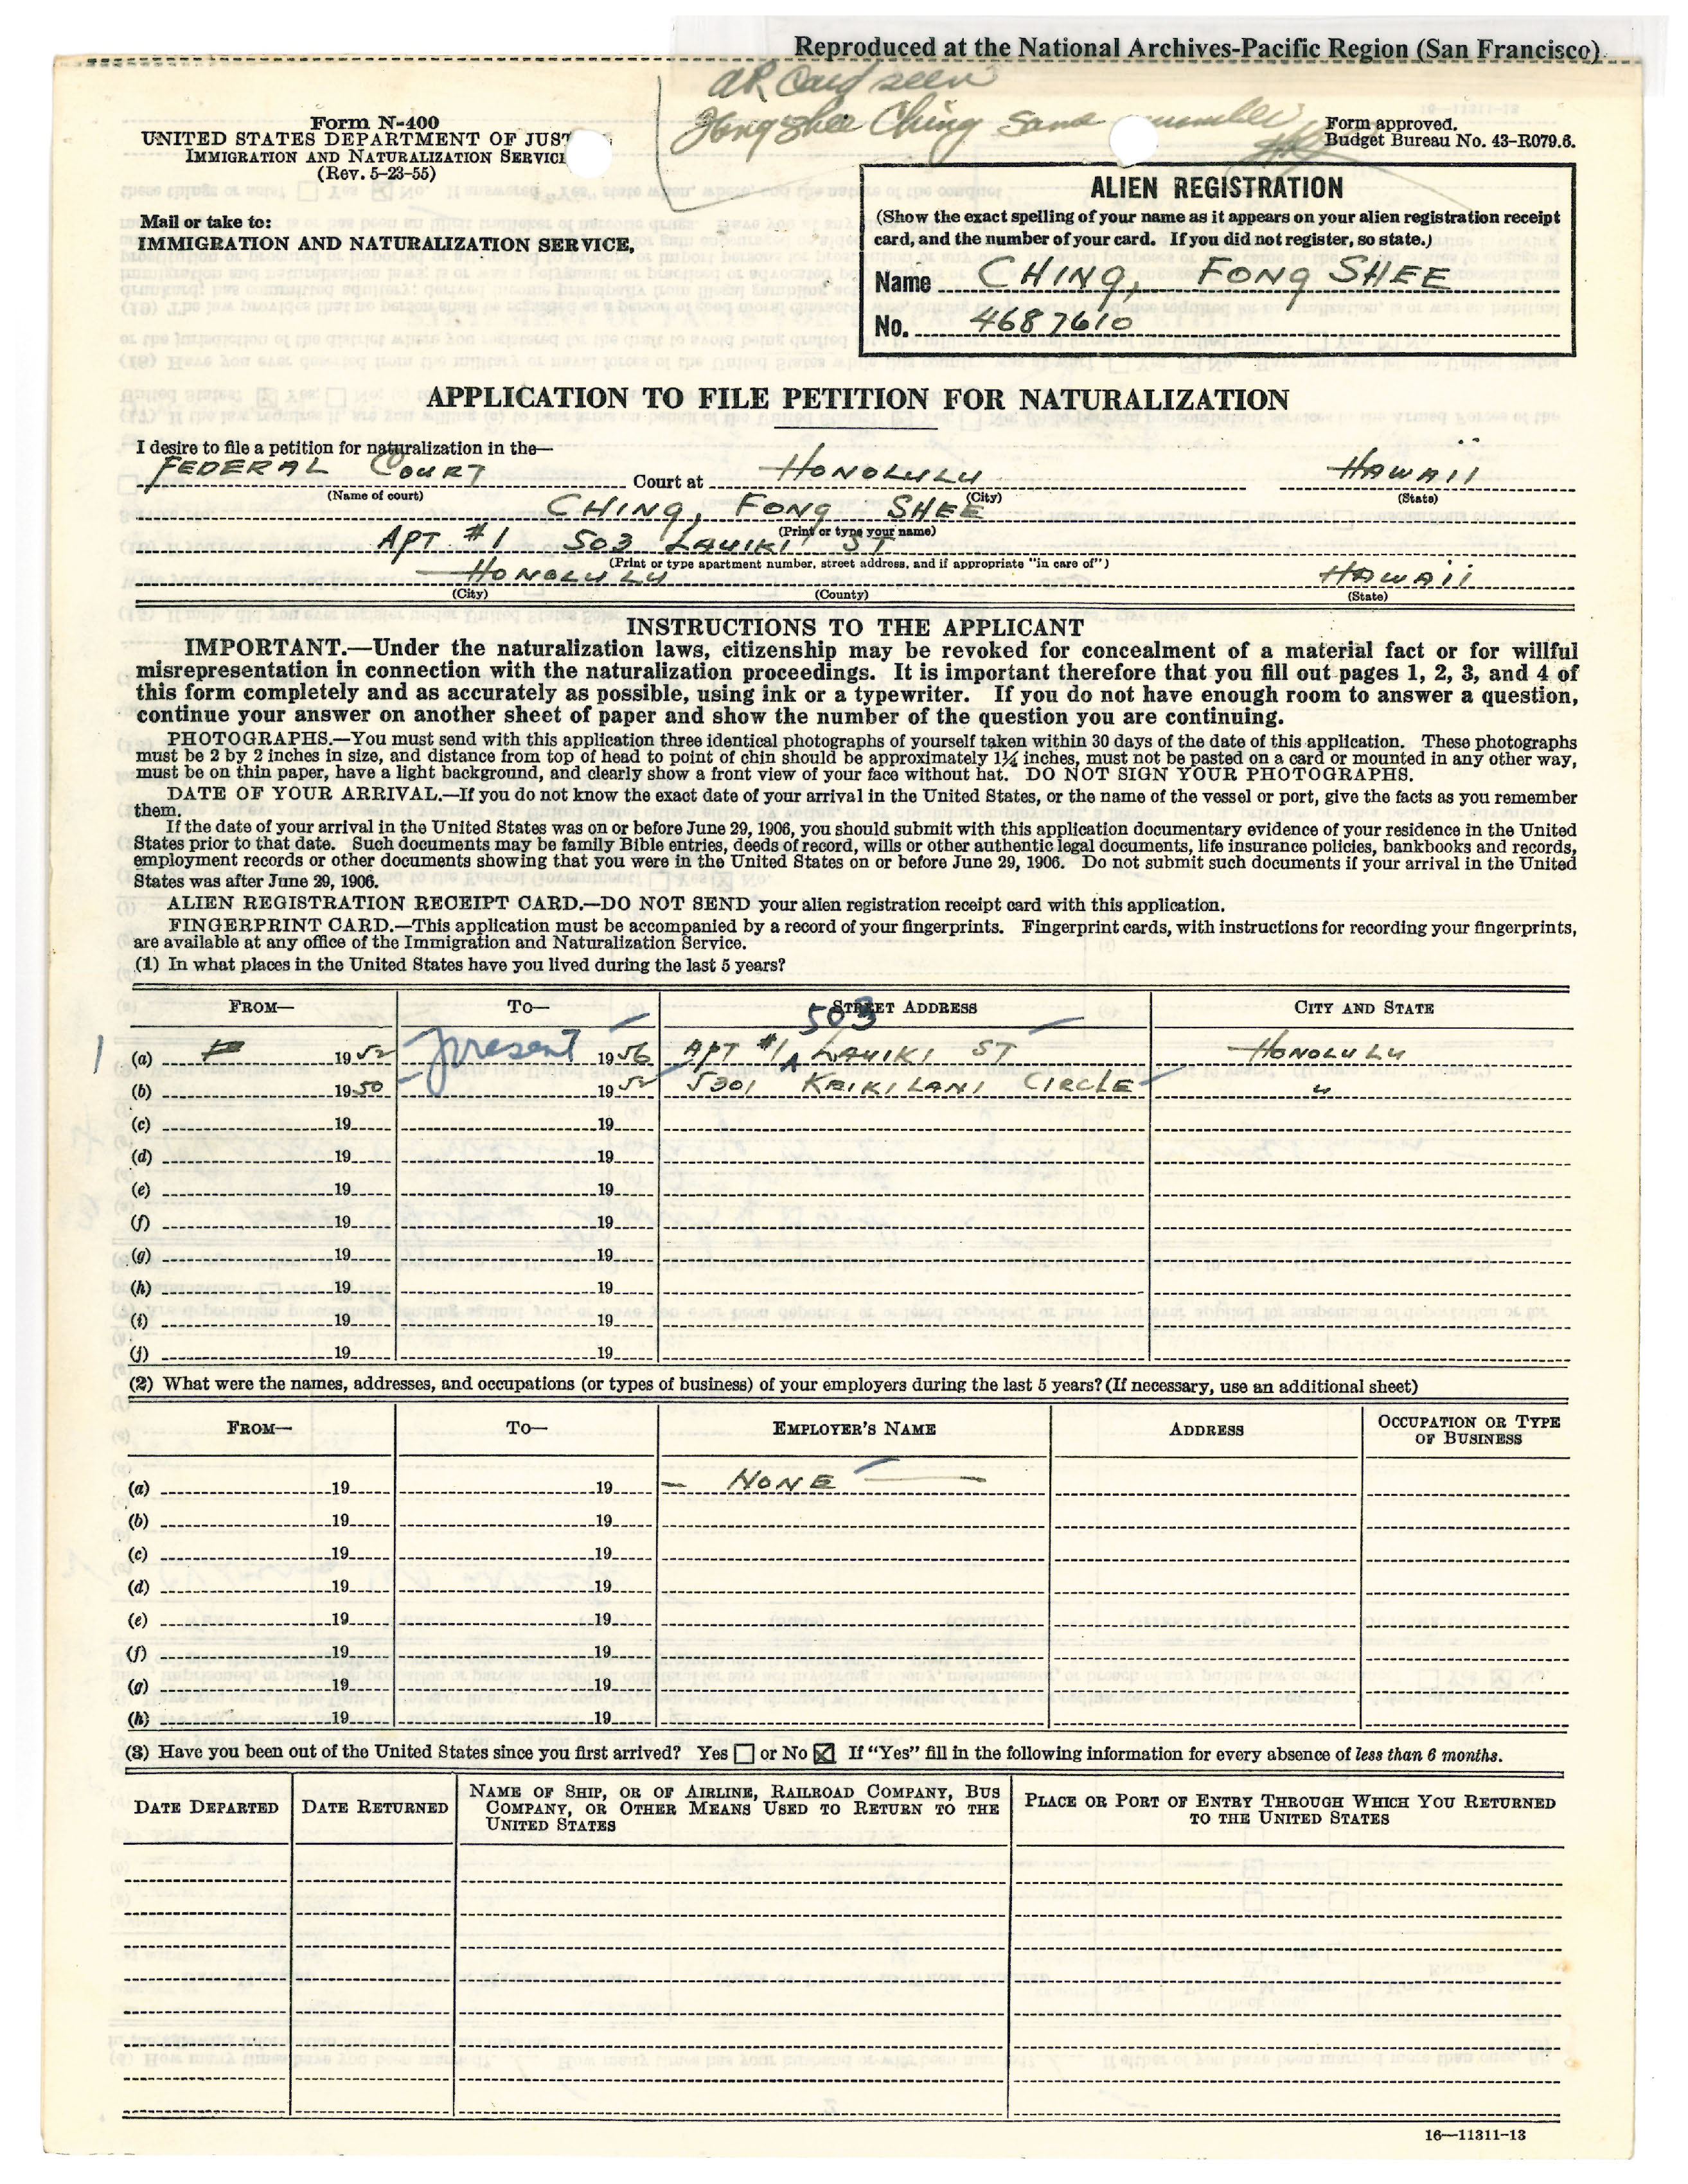 Reproduced at the National Archives-Pacific Region (San Francisco)
AR Card seen
Fong Shee Ching Same number
Form N-400
UNITED STATES DEPARTMENT OF JUST
IMMIGRATION AND NATURALIZATION SERVICE
(Rev. 5-23-55)
Form approved.
Budget Bureau No. 43-R079.6.
Mail or take to:
IMMIGRATION AND NATURALIZATION SERVICE,
ALIEN REGISTRATION
(Show the exact spelling of your name as it appears on your alien registration receipt
card, and the number of your card. If you did not register, so state.)
Name CHING, FONG SHEE
No. 4687610
APPLICATION TO FILE PETITION FOR NATURALIZATION
I desire to file a petition for naturalization in the—
FEDERAL COURT Court at HONOLULU HAWAII
(Name of court) (City) (State)
CHING, FONG SHEE
(Print or type your name)
APT #1 503 LAUIKI ST
(Print or type apartment number, street address, and if appropriate "in care of")
HONOLULU HAWAII
(City) (County) (State)
INSTRUCTIONS TO THE APPLICANT
IMPORTANT.—Under the naturalization laws, citizenship may be revoked for concealment of a material fact or for willful
misrepresentation in connection with the naturalization proceedings. It is important therefore that you fill out pages 1, 2, 3, and 4 of
this form completely and as accurately as possible, using ink or a typewriter. If you do not have enough room to answer a question,
continue your answer on another sheet of paper and show the number of the question you are continuing.
PHOTOGRAPHS.—You must send with this application three identical photographs of yourself taken within 30 days of the date of this application. These photographs
must be 2 by 2 inches in size, and distance from top of head to point of chin should be approximately 1¼ inches, must not be pasted on a card or mounted in any other way,
must be on thin paper, have a light background, and clearly show a front view of your face without hat. DO NOT SIGN YOUR PHOTOGRAPHS.
DATE OF YOUR ARRIVAL.—If you do not know the exact date of your arrival in the United States, or the name of the vessel or port, give the facts as you remember
them.
If the date of your arrival in the United States was on or before June 29, 1906, you should submit with this application documentary evidence of your residence in the United
States prior to that date. Such documents may be family Bible entries, deeds of record, wills or other authentic legal documents, life insurance policies, bankbooks and records,
employment records or other documents showing that you were in the United States on or before June 29, 1906. Do not submit such documents if your arrival in the United
States was after June 29, 1906.
ALIEN REGISTRATION RECEIPT CARD.—DO NOT SEND your alien registration receipt card with this application.
FINGERPRINT CARD.—This application must be accompanied by a record of your fingerprints. Fingerprint cards, with instructions for recording your fingerprints,
are available at any office of the Immigration and Naturalization Service.
(1) In what places in the United States have you lived during the last 5 years?
FROM— TO— STREET ADDRESS CITY AND STATE
503
1 (a) 1952 present 1956 APT #1 LAUIKI ST HONOLULU
(b) 1950 1952 5301 KEIKILANI CIRCLE "
(c) 19 19
(d) 19 19
(e) 19 19
(f) 19 19
(g) 19 19
(h) 19 19
(i) 19 19
(j) 19 19
(2) What were the names, addresses, and occupations (or types of business) of your employers during the last 5 years? (If necessary, use an additional sheet)
FROM— TO— EMPLOYER'S NAME ADDRESS OCCUPATION OR TYPE
OF BUSINESS
(a) 19 19 — NONE —
(b) 19 19
(c) 19 19
(d) 19 19
(e) 19 19
(f) 19 19
(g) 19 19
(h) 19 19
(3) Have you been out of the United States since you first arrived? Yes ☐ or No ☒ If "Yes" fill in the following information for every absence of less than 6 months.
DATE DEPARTED DATE RETURNED NAME OF SHIP, OR OF AIRLINE, RAILROAD COMPANY, BUS
COMPANY, OR OTHER MEANS USED TO RETURN TO THE
UNITED STATES
PLACE OR PORT OF ENTRY THROUGH WHICH YOU RETURNED
TO THE UNITED STATES
16—11311-13